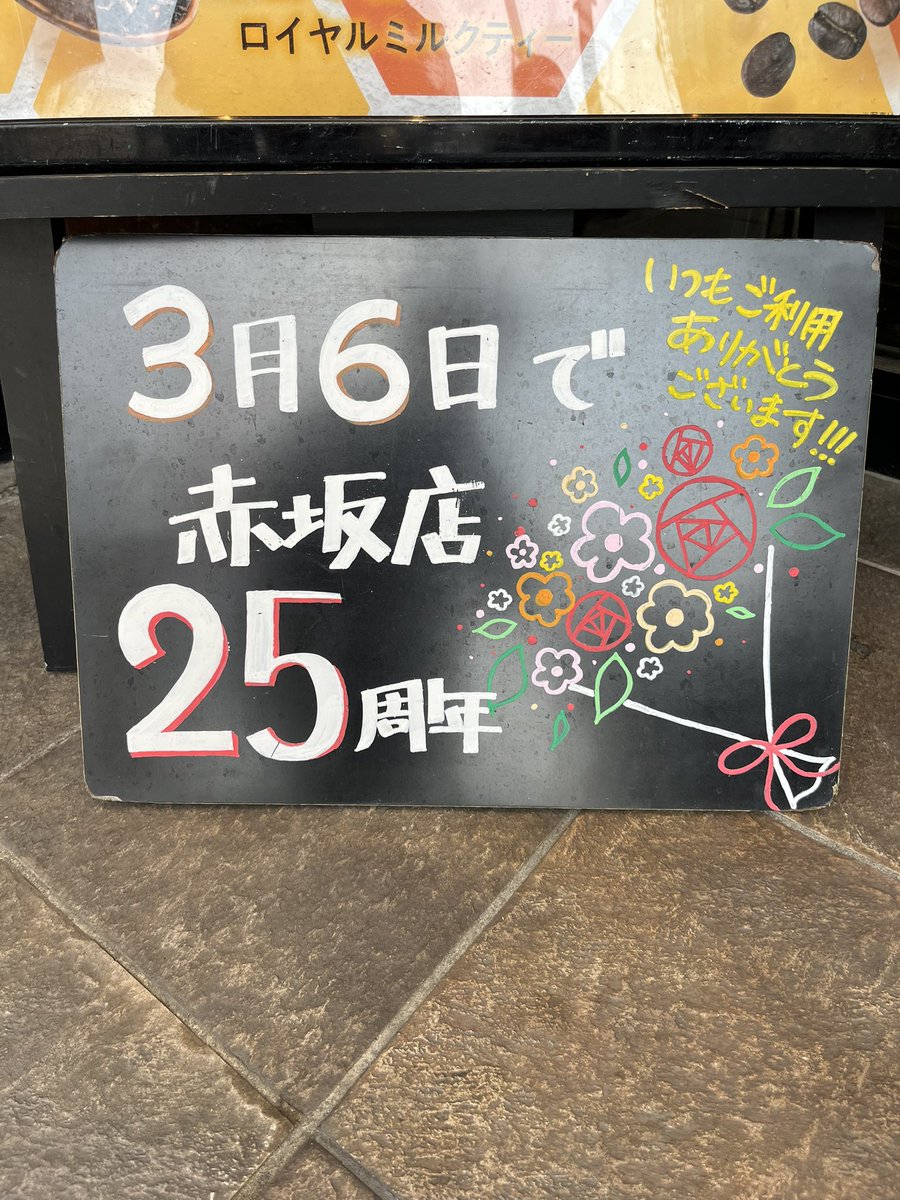 ロイヤルミルクティー
3月6日で
赤坂店
25周年
いつもご利用
ありがとう
ございます!!!